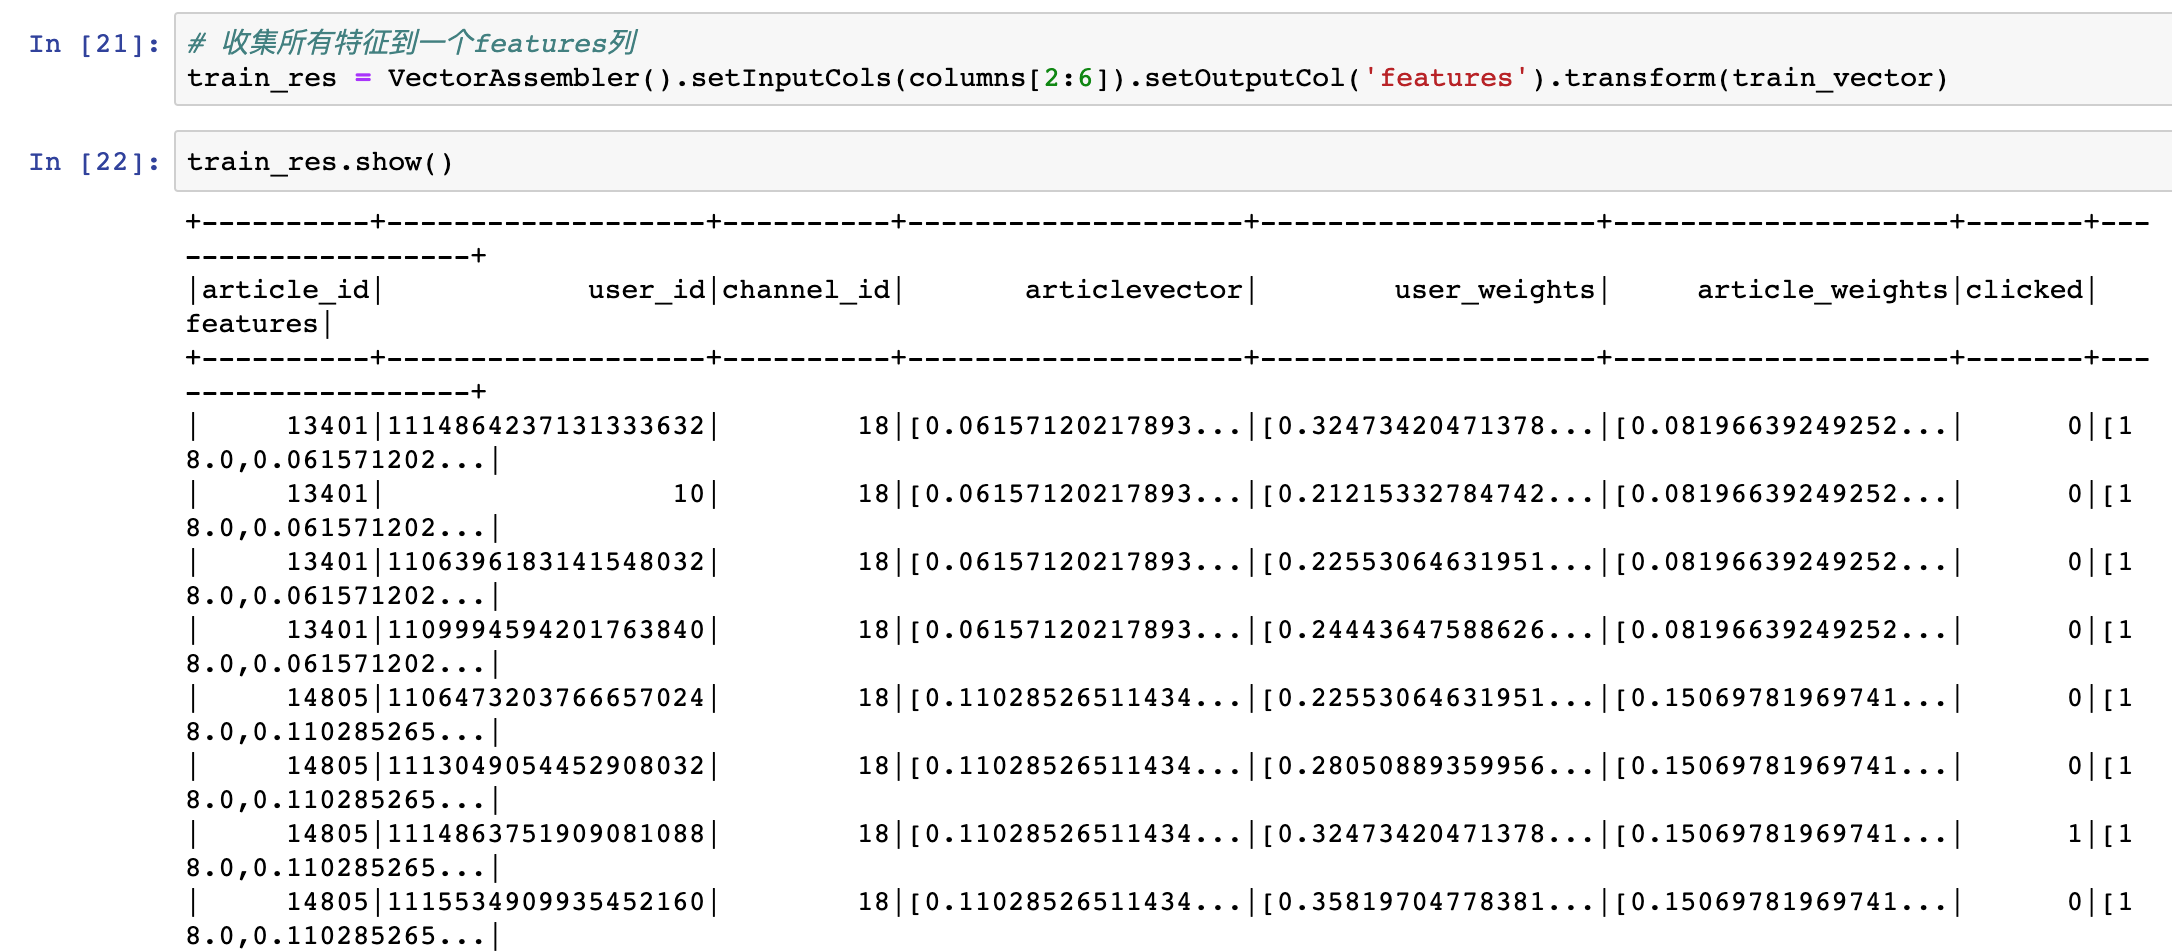 In [21]: # 收集所有特征到一个features列
train_res = VectorAssembler().setInputCols(columns[2:6]).setOutputCol('features').transform(train_vector)
In [22]: train_res.show()
+----------+-------------------+----------+--------------------+--------------------+--------------------+-------+---
-----------------+
|article_id|            user_id|channel_id|       articlevector|        user_weights|     article_weights|clicked|
features|
+----------+-------------------+----------+--------------------+--------------------+--------------------+-------+---
-----------------+
|     13401|1114864237131333632|        18|[0.06157120217893...|[0.32473420471378...|[0.08196639249252...|      0|[1
8.0,0.061571202...|
|     13401|                 10|        18|[0.06157120217893...|[0.21215332784742...|[0.08196639249252...|      0|[1
8.0,0.061571202...|
|     13401|1106396183141548032|        18|[0.06157120217893...|[0.22553064631951...|[0.08196639249252...|      0|[1
8.0,0.061571202...|
|     13401|1109994594201763840|        18|[0.06157120217893...|[0.24443647588626...|[0.08196639249252...|      0|[1
8.0,0.061571202...|
|     14805|1106473203766657024|        18|[0.11028526511434...|[0.22553064631951...|[0.15069781969741...|      0|[1
8.0,0.110285265...|
|     14805|1113049054452908032|        18|[0.11028526511434...|[0.28050889359956...|[0.15069781969741...|      0|[1
8.0,0.110285265...|
|     14805|1114863751909081088|        18|[0.11028526511434...|[0.32473420471378...|[0.15069781969741...|      1|[1
8.0,0.110285265...|
|     14805|1115534909935452160|        18|[0.11028526511434...|[0.35819704778381...|[0.15069781969741...|      0|[1
8.0,0.110285265...|